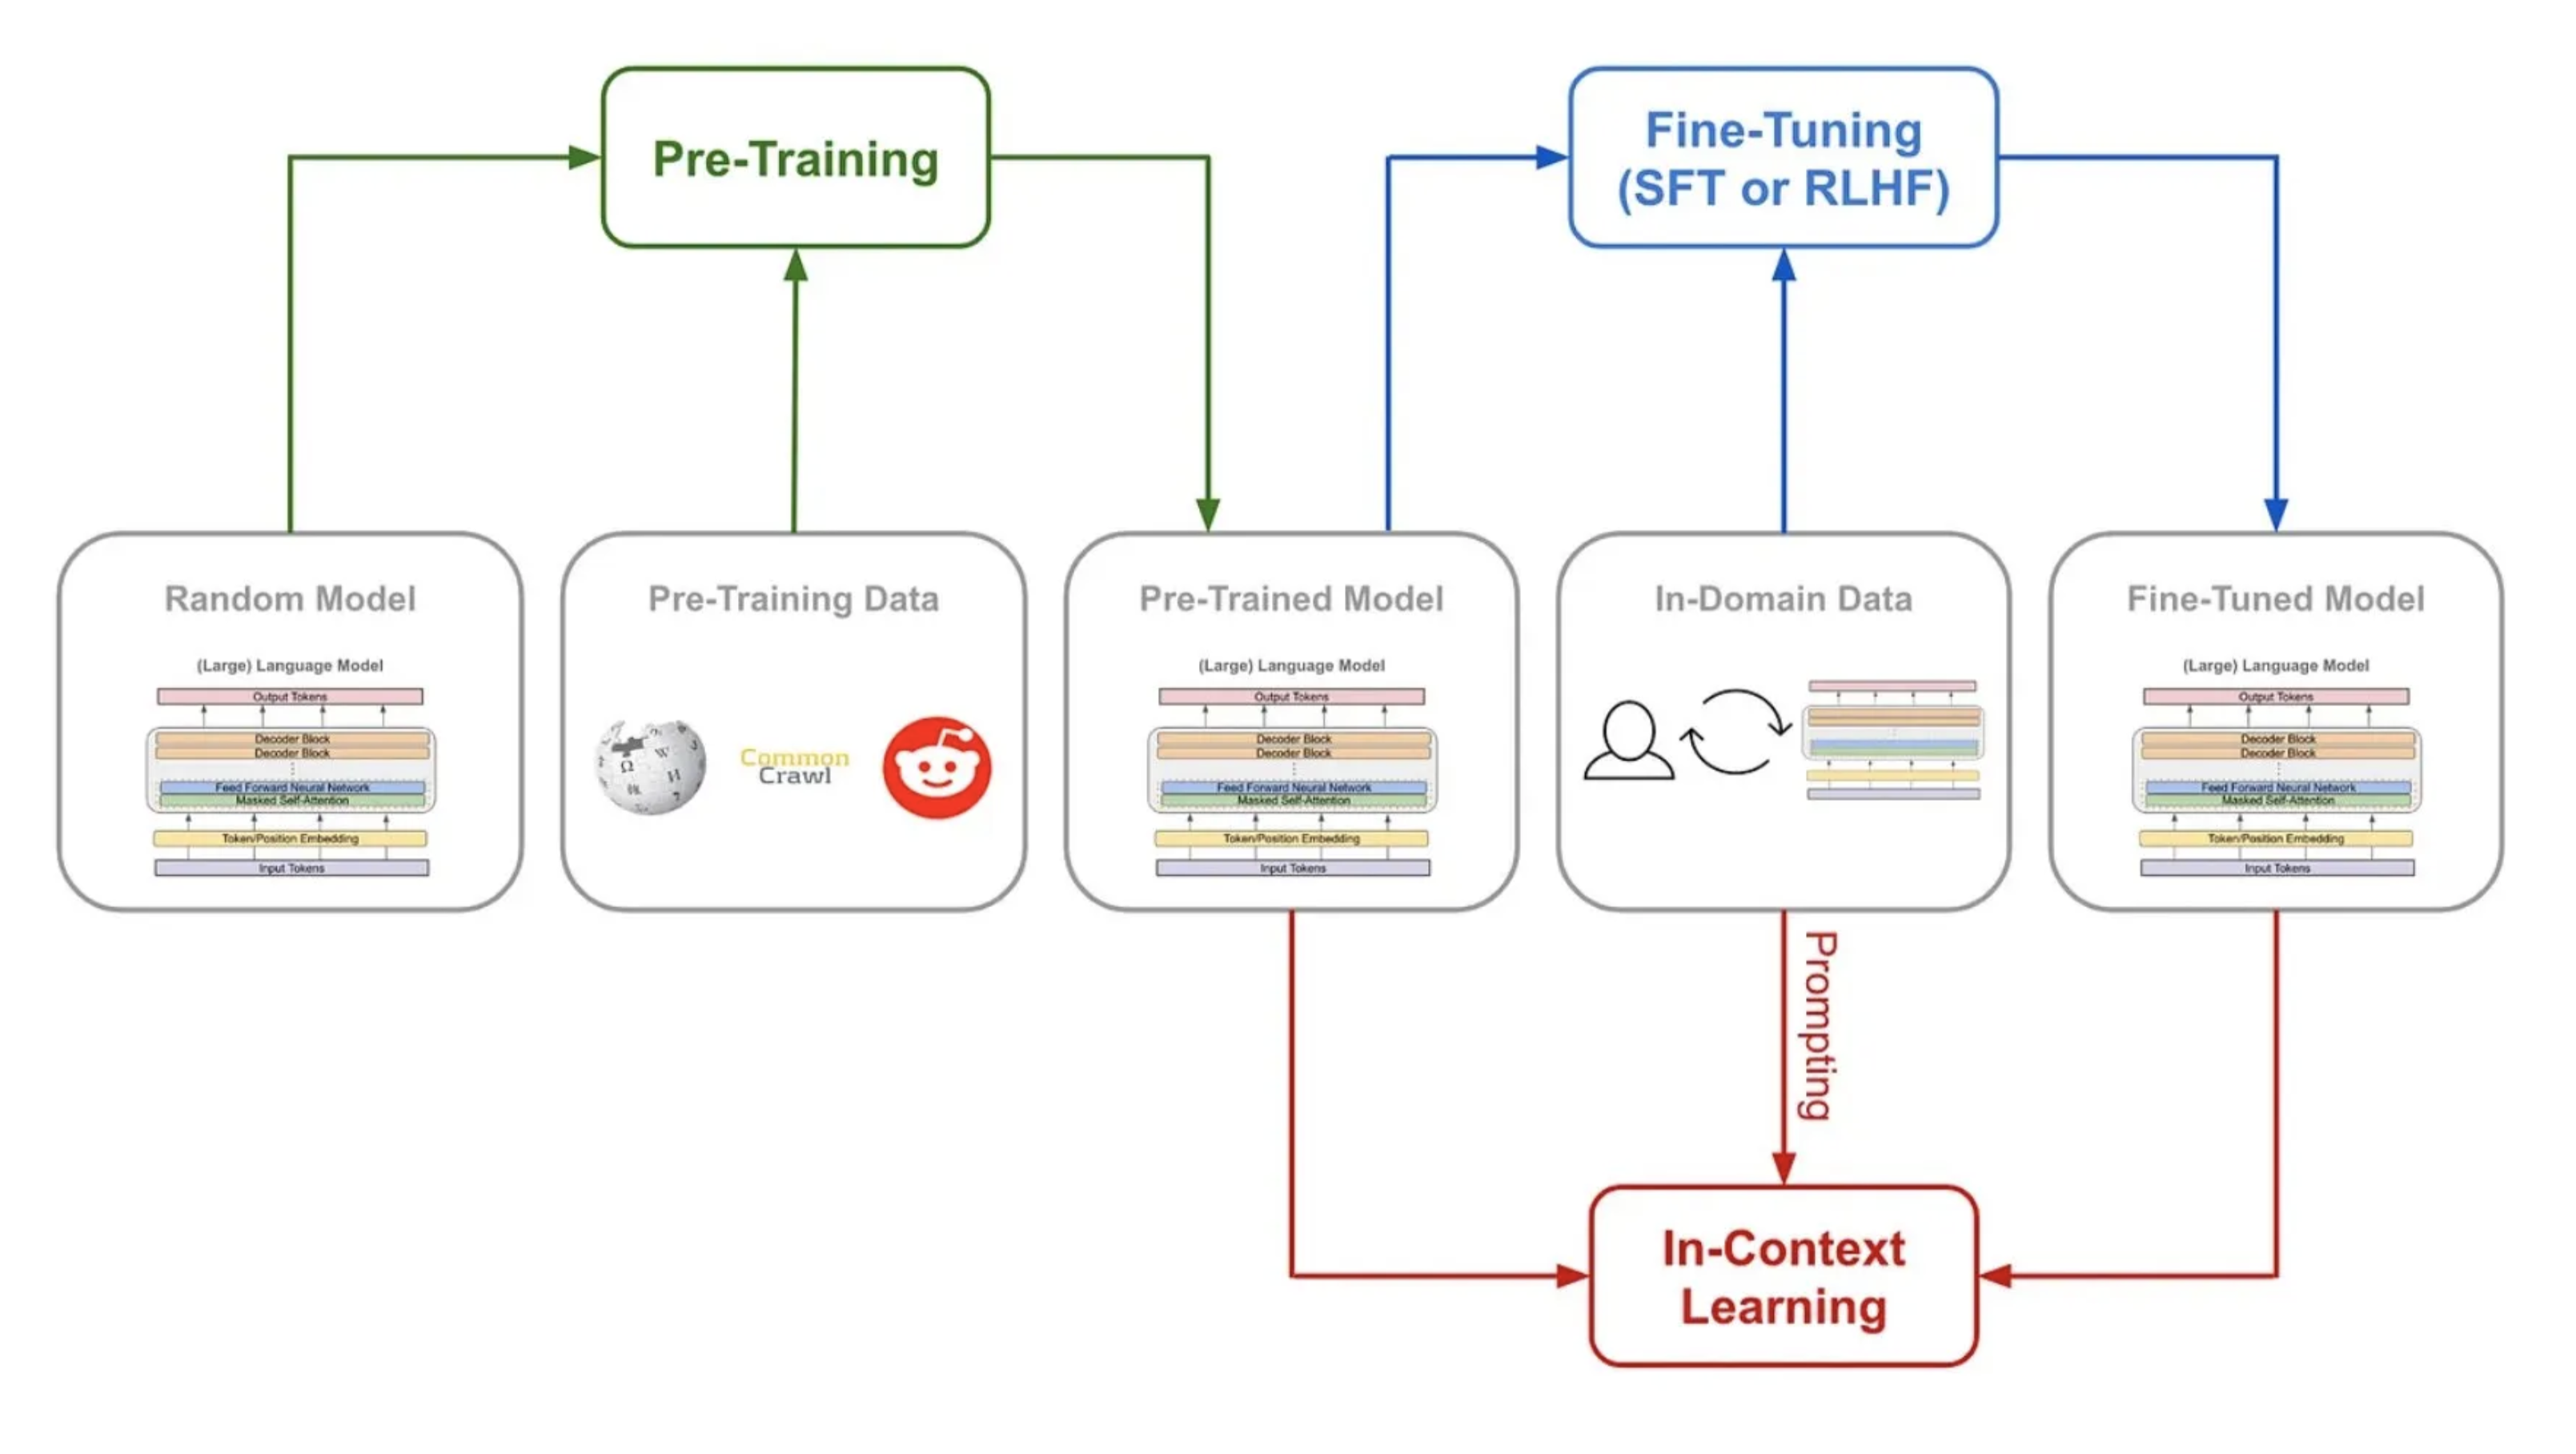 Pre-Training
Fine-Tuning
(SFT or RLHF)
Random Model
(Large) Language Model
Output Tokens
Decoder Block
Decoder Block
Feed Forward Neural Network
Masked Self-Attention
Token/Position Embedding
Input Tokens
Pre-Training Data
Common
Crawl
Pre-Trained Model
(Large) Language Model
Output Tokens
Decoder Block
Decoder Block
Feed Forward Neural Network
Masked Self-Attention
Token/Position Embedding
Input Tokens
In-Domain Data
Fine-Tuned Model
(Large) Language Model
Output Tokens
Decoder Block
Decoder Block
Feed Forward Neural Network
Masked Self-Attention
Token/Position Embedding
Input Tokens
Prompting
In-Context
Learning